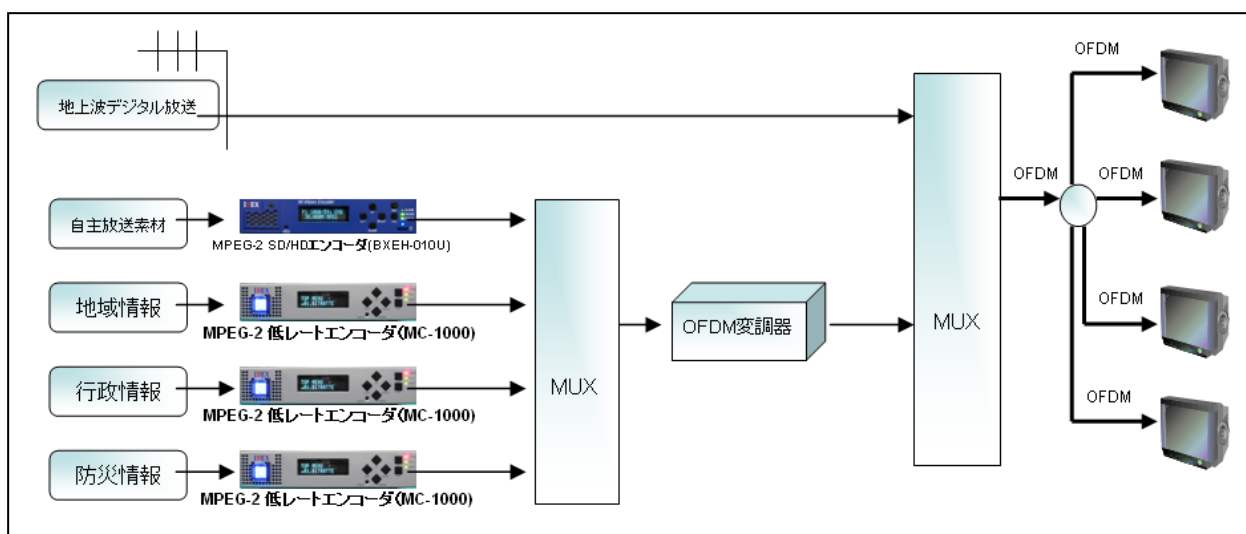 OFDM
地上波デジタル放送
OFDM
OFDM
自主放送素材
MPEG-2 SD/HDエンコーダ(BXEH-010U)
地域情報
MPEG-2 低レートエンコーダ(MC-1000)
OFDM変調器
MUX
OFDM
行政情報
MPEG-2 低レートエンコーダ(MC-1000)
MUX
OFDM
防災情報
MPEG-2 低レートエンコーダ(MC-1000)